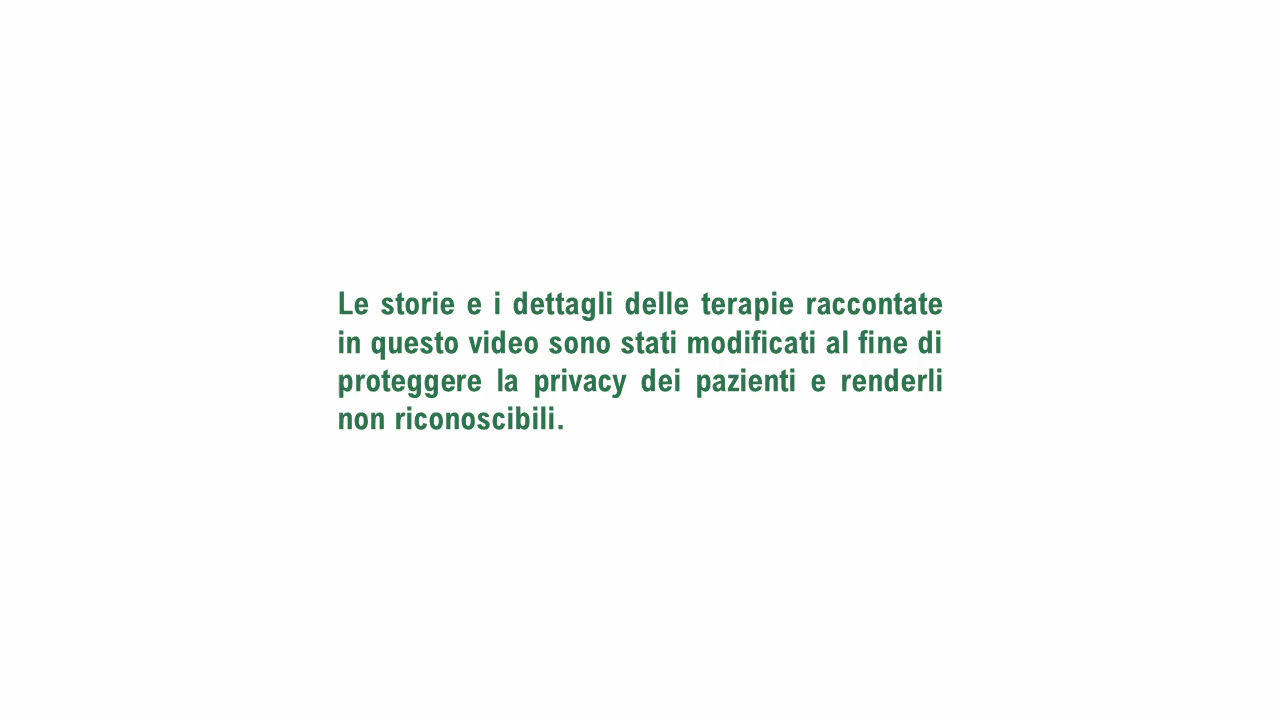 Le storie e i dettagli delle terapie raccontate
in questo video sono stati modificati al fine di
proteggere la privacy dei pazienti e renderli
non riconoscibili.